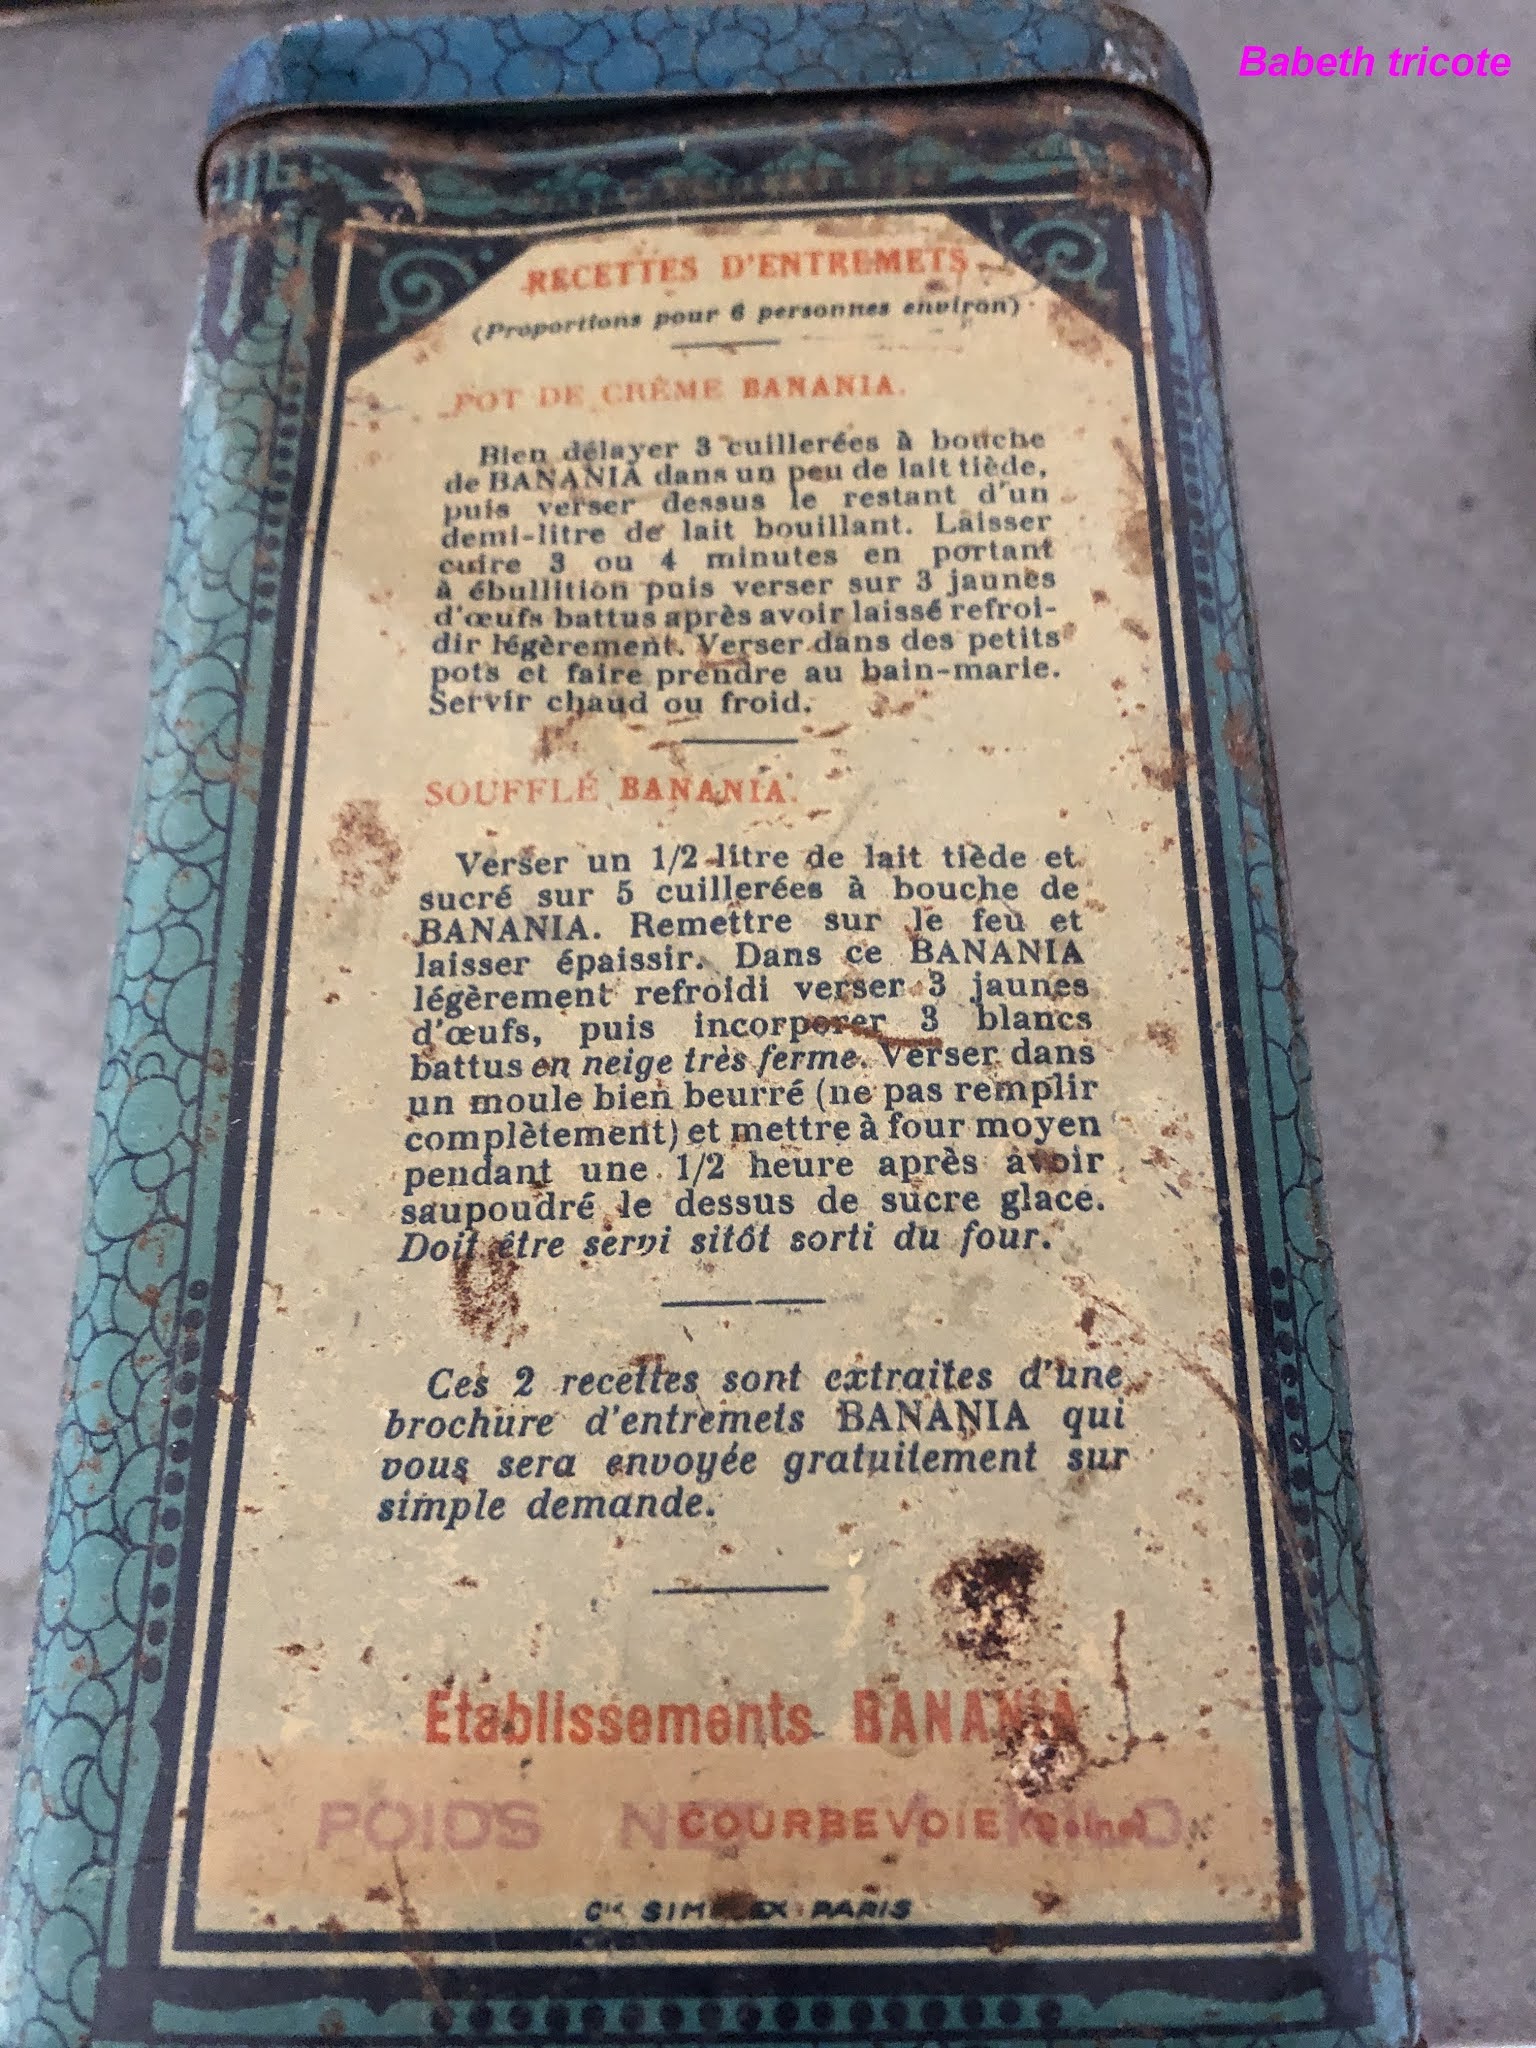 Babeth tricote
RECETTES D'ENTREMETS
(Proportions pour 6 personnes environ)
POT DE CRÈME BANANIA.
Bien délayer 3 cuillerées à bouche
de BANANIA dans un peu de lait tiède,
puis verser dessus le restant d'un
demi-litre de lait bouillant. Laisser
cuire 3 ou 4 minutes en portant
à ébullition puis verser sur 3 jaunes
d'œufs battus après avoir laissé refroi-
dir légèrement. Verser dans des petits
pots et faire prendre au bain-marie.
Servir chaud ou froid.
SOUFFLÉ BANANIA.
Verser un 1/2 litre de lait tiède et
sucré sur 5 cuillerées à bouche de
BANANIA. Remettre sur le feu et
laisser épaissir. Dans ce BANANIA
légèrement refroidi verser 3 jaunes
d'œufs, puis incorporer 3 blancs
battus en neige très ferme. Verser dans
un moule bien beurré (ne pas remplir
complètement) et mettre à four moyen
pendant une 1/2 heure après avoir
saupoudré le dessus de sucre glace.
Doit être servi sitôt sorti du four.
Ces 2 recettes sont extraites d'une
brochure d'entremets BANANIA qui
vous sera envoyée gratuitement sur
simple demande.
Etablissements BANANIA
POIDS NET
COURBEVOIE (Seine)
SIMPLEX PARIS